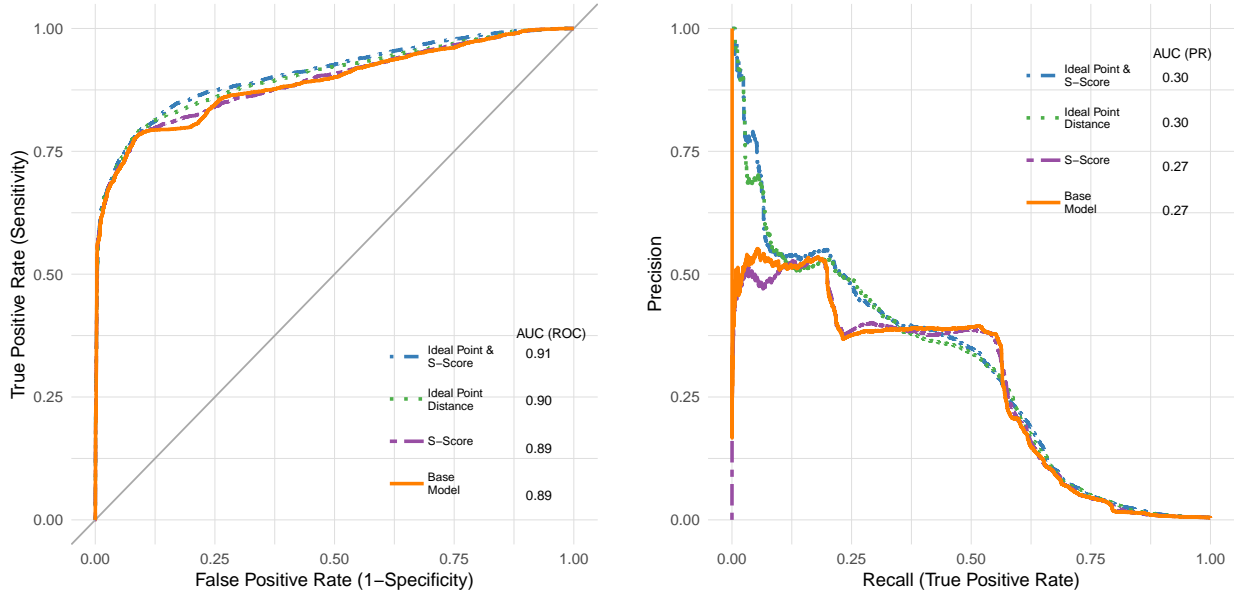 1.00
0.75
0.50
0.25
0.00
True Positive Rate (Sensitivity)
AUC (ROC)
Ideal Point &
S−Score
0.91
Ideal Point
Distance
0.90
S−Score
0.89
Base
Model
0.89
0.00
0.25
0.50
0.75
1.00
False Positive Rate (1−Specificity)
1.00
0.75
0.50
0.25
0.00
Precision
AUC (PR)
Ideal Point &
S−Score
0.30
Ideal Point
Distance
0.30
S−Score
0.27
Base
Model
0.27
0.00
0.25
0.50
0.75
1.00
Recall (True Positive Rate)